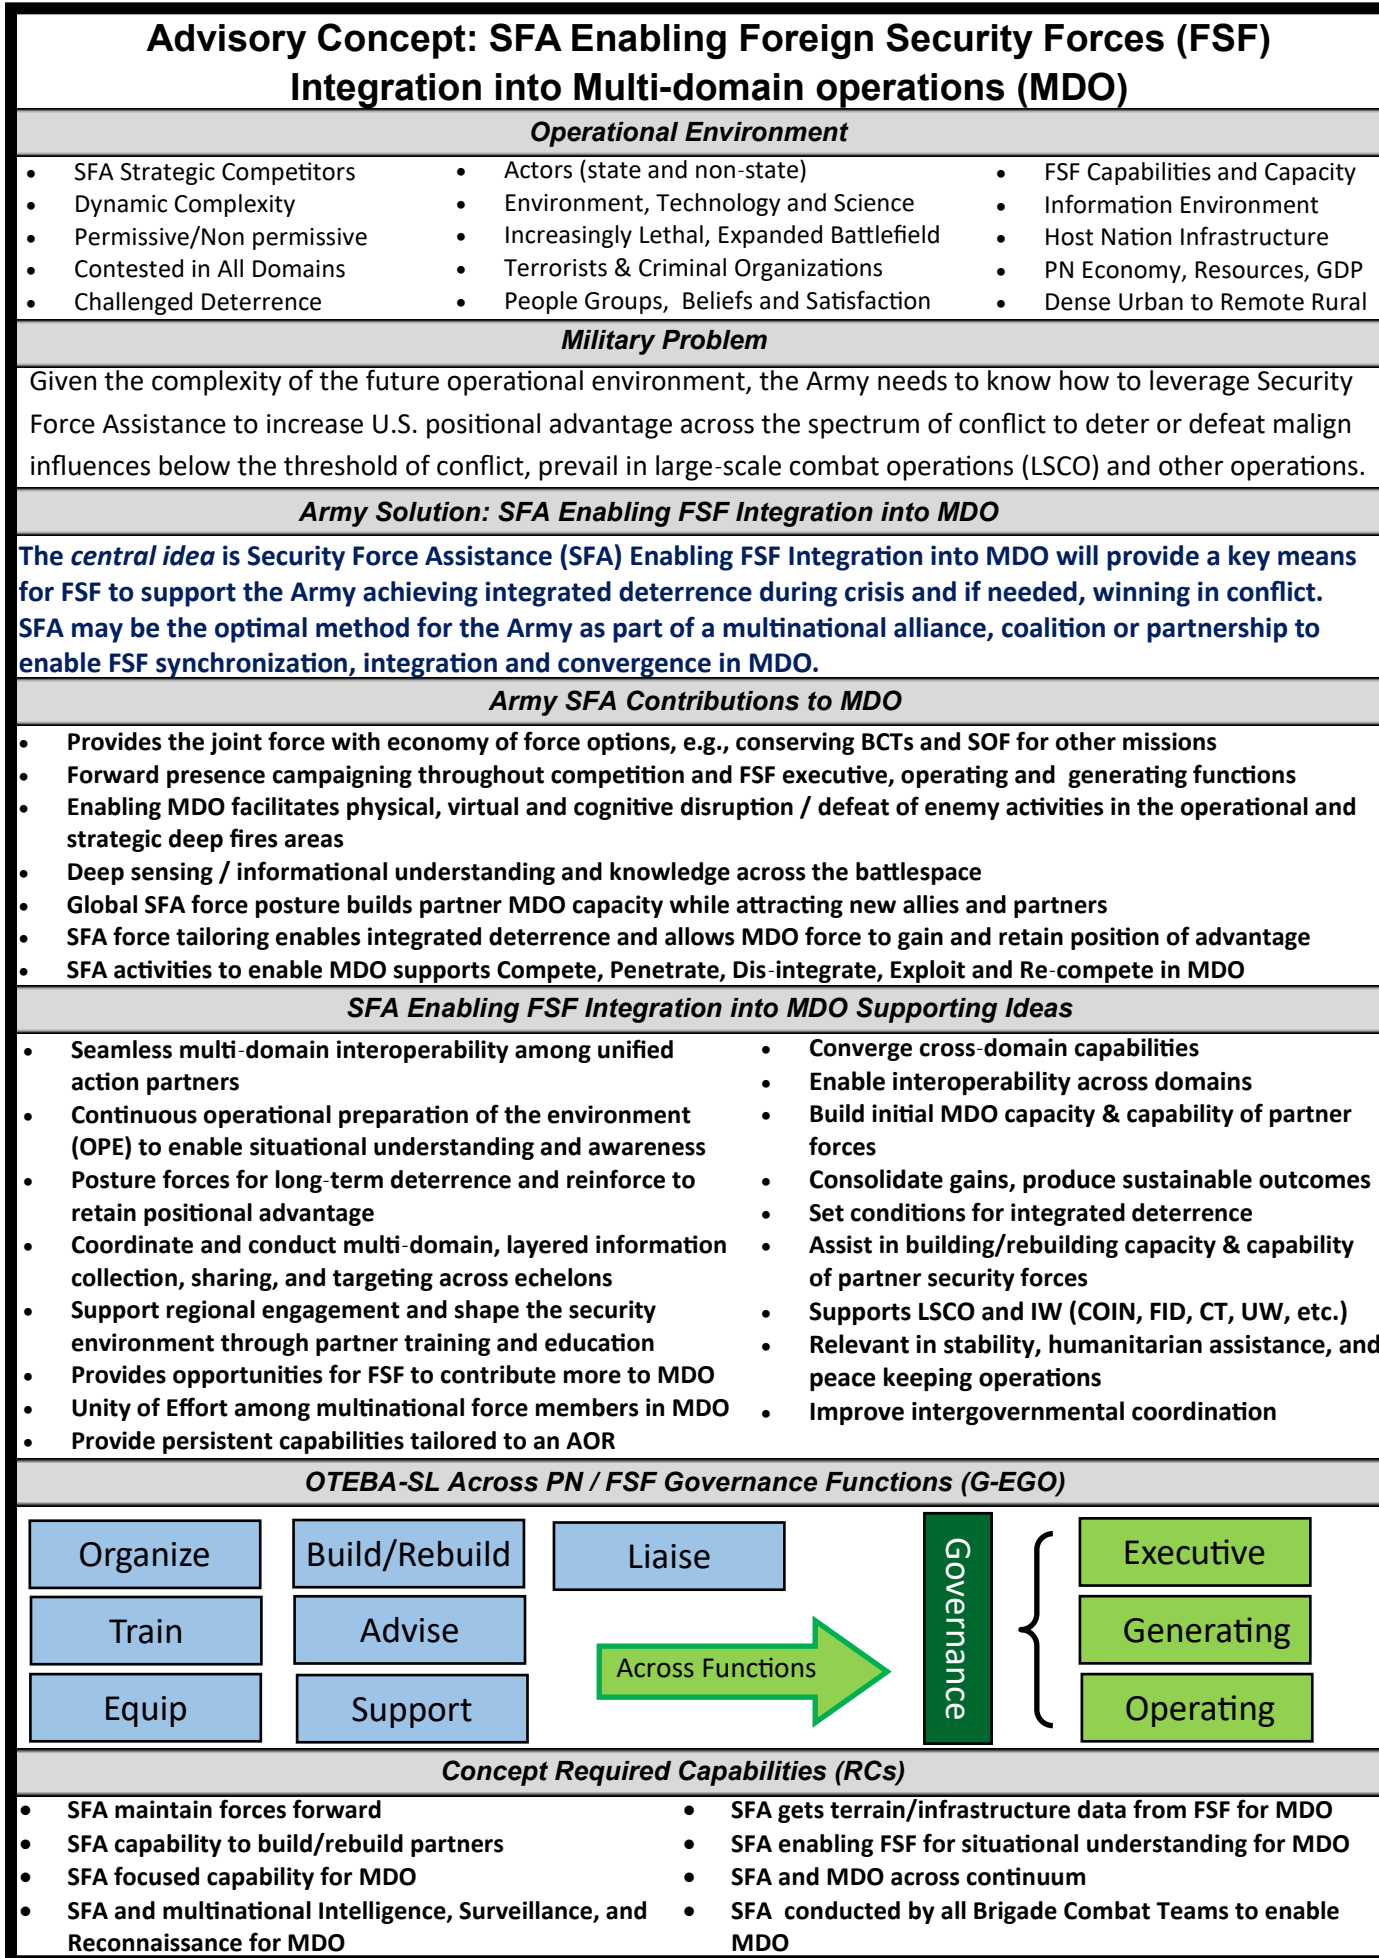 Advisory Concept: SFA Enabling Foreign Security Forces (FSF)
Integration into Multi-domain operations (MDO)
Operational Environment
• SFA Strategic Competitors
• Dynamic Complexity
• Permissive/Non permissive
• Contested in All Domains
• Challenged Deterrence
• Actors (state and non-state)
• Environment, Technology and Science
• Increasingly Lethal, Expanded Battlefield
• Terrorists & Criminal Organizations
• People Groups, Beliefs and Satisfaction
• FSF Capabilities and Capacity
• Information Environment
• Host Nation Infrastructure
• PN Economy, Resources, GDP
• Dense Urban to Remote Rural
Military Problem
Given the complexity of the future operational environment, the Army needs to know how to leverage Security
Force Assistance to increase U.S. positional advantage across the spectrum of conflict to deter or defeat malign
influences below the threshold of conflict, prevail in large-scale combat operations (LSCO) and other operations.
Army Solution: SFA Enabling FSF Integration into MDO
The central idea is Security Force Assistance (SFA) Enabling FSF Integration into MDO will provide a key means
for FSF to support the Army achieving integrated deterrence during crisis and if needed, winning in conflict.
SFA may be the optimal method for the Army as part of a multinational alliance, coalition or partnership to
enable FSF synchronization, integration and convergence in MDO.
Army SFA Contributions to MDO
• Provides the joint force with economy of force options, e.g., conserving BCTs and SOF for other missions
• Forward presence campaigning throughout competition and FSF executive, operating and generating functions
• Enabling MDO facilitates physical, virtual and cognitive disruption / defeat of enemy activities in the operational and
strategic deep fires areas
• Deep sensing / informational understanding and knowledge across the battlespace
• Global SFA force posture builds partner MDO capacity while attracting new allies and partners
• SFA force tailoring enables integrated deterrence and allows MDO force to gain and retain position of advantage
• SFA activities to enable MDO supports Compete, Penetrate, Dis-integrate, Exploit and Re-compete in MDO
SFA Enabling FSF Integration into MDO Supporting Ideas
• Seamless multi-domain interoperability among unified
action partners
• Continuous operational preparation of the environment
(OPE) to enable situational understanding and awareness
• Posture forces for long-term deterrence and reinforce to
retain positional advantage
• Coordinate and conduct multi-domain, layered information
collection, sharing, and targeting across echelons
• Support regional engagement and shape the security
environment through partner training and education
• Provides opportunities for FSF to contribute more to MDO
• Unity of Effort among multinational force members in MDO
• Provide persistent capabilities tailored to an AOR
• Converge cross-domain capabilities
• Enable interoperability across domains
• Build initial MDO capacity & capability of partner
forces
• Consolidate gains, produce sustainable outcomes
• Set conditions for integrated deterrence
• Assist in building/rebuilding capacity & capability
of partner security forces
• Supports LSCO and IW (COIN, FID, CT, UW, etc.)
• Relevant in stability, humanitarian assistance, and
peace keeping operations
• Improve intergovernmental coordination
OTEBA-SL Across PN / FSF Governance Functions (G-EGO)
Organize
Train
Equip
Build/Rebuild
Advise
Support
Liaise
Across Functions
Governance
Executive
Generating
Operating
Concept Required Capabilities (RCs)
• SFA maintain forces forward
• SFA capability to build/rebuild partners
• SFA focused capability for MDO
• SFA and multinational Intelligence, Surveillance, and
Reconnaissance for MDO
• SFA gets terrain/infrastructure data from FSF for MDO
• SFA enabling FSF for situational understanding for MDO
• SFA and MDO across continuum
• SFA conducted by all Brigade Combat Teams to enable
MDO